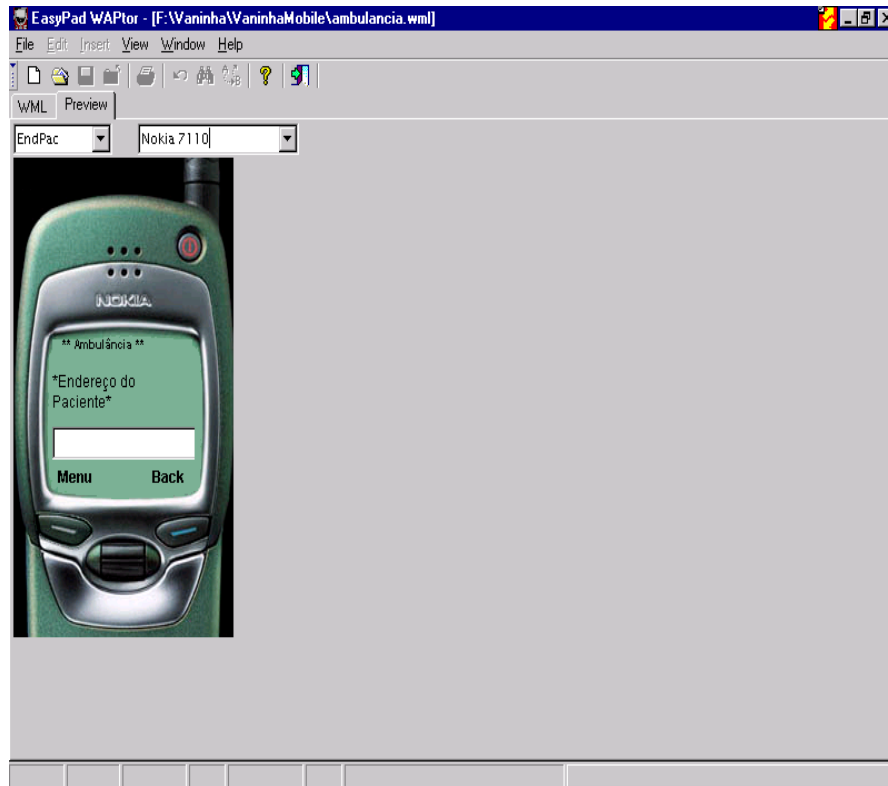 EasyPad WAPtor - [F:\Vaninha\VaninhaMobile\ambulancia.wml]
File Edit Insert View Window Help
WML Preview
EndPac Nokia 7110
NOKIA
** Ambulância **
*Endereço do
Paciente*
Menu Back